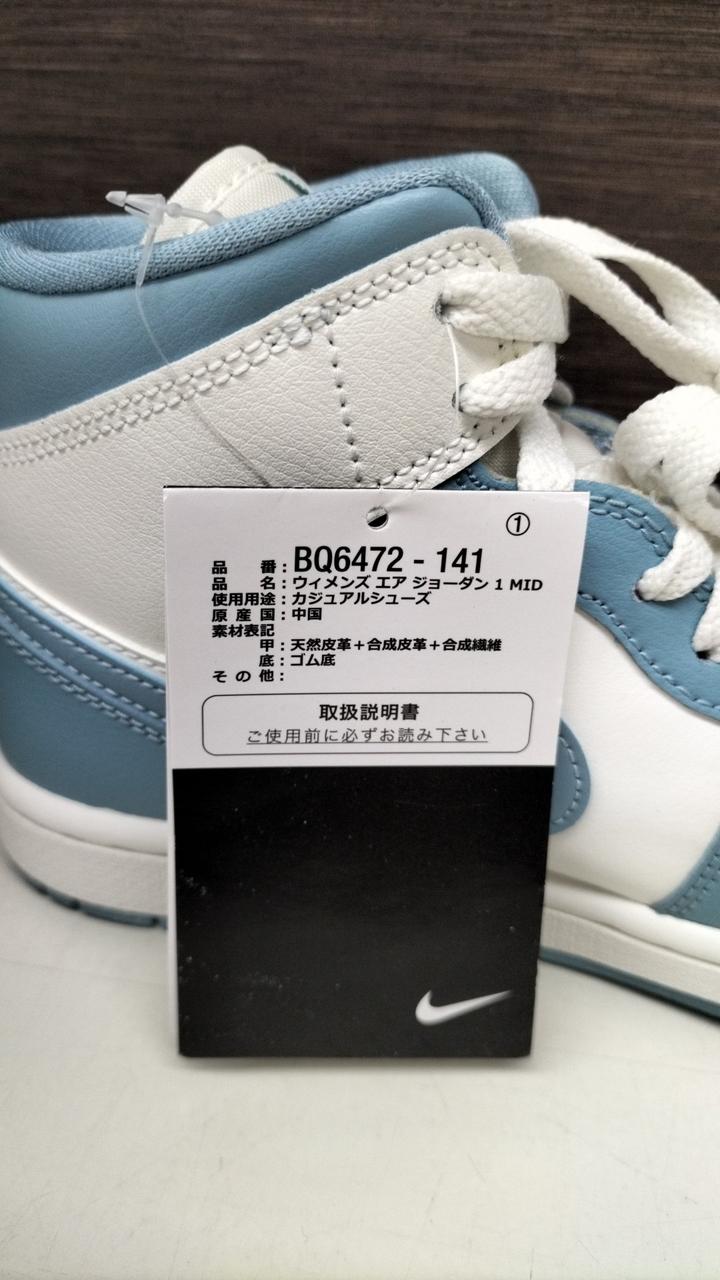 ①
品 番：BQ6472 - 141
品 名：ウィメンズ エア ジョーダン 1 MID
使用用途：カジュアルシューズ
原 産 国：中国
素材表記
甲：天然皮革＋合成皮革＋合成繊維
底：ゴム底
そ の 他：
取扱説明書
ご使用前に必ずお読み下さい